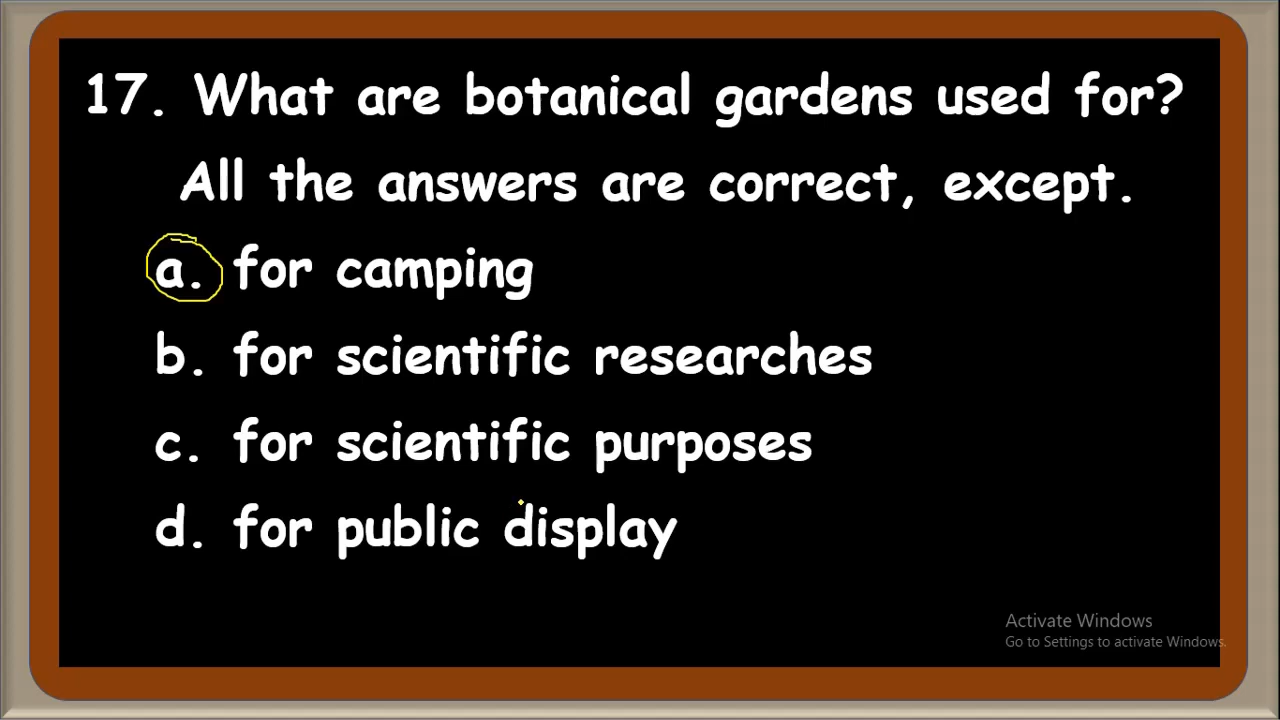 17. What are botanical gardens used for?
All the answers are correct, except.
a. for camping
b. for scientific researches
c. for scientific purposes
d. for public display
Activate Windows
Go to Settings to activate Windows.